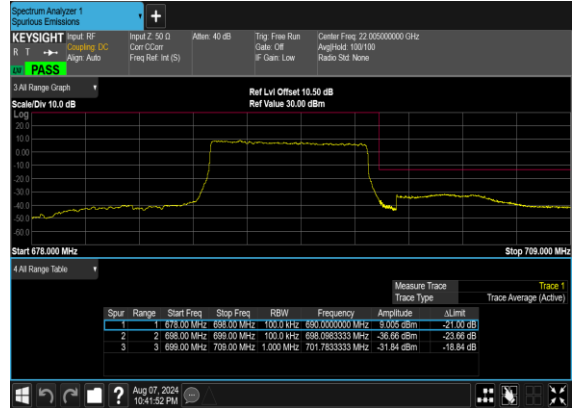 Spectrum Analyzer 1
Spurious Emissions
+
KEYSIGHT Input: RF Input Z: 50 Ω Atten: 40 dB Trig: Free Run Center Freq: 22.005000000 GHz
R T Coupling: DC Corr CCorr Gate: Off Avg|Hold: 100/100
Align: Auto Freq Ref: Int (S) IF Gain: Low Radio Std: None
PASS
3 All Range Graph
Ref Lvl Offset 10.50 dB
Scale/Div 10.0 dB Ref Value 30.00 dBm
Log
20.0
10.0
0.00
-10.0
-20.0
-30.0
-40.0
-50.0
-60.0
Start 678.000 MHz Stop 709.000 MHz
4 All Range Table
Measure Trace Trace 1
Trace Type Trace Average (Active)
Spur Range Start Freq Stop Freq RBW Frequency Amplitude ΔLimit
1 1 678.00 MHz 698.00 MHz 100.0 kHz 690.0000000 MHz 9.005 dBm -21.00 dB
2 2 698.00 MHz 699.00 MHz 100.0 kHz 698.0983333 MHz -36.66 dBm -23.66 dB
3 3 699.00 MHz 709.00 MHz 1.000 MHz 701.7833333 MHz -31.84 dBm -18.84 dB
?
Aug 07, 2024
10:41:52 PM